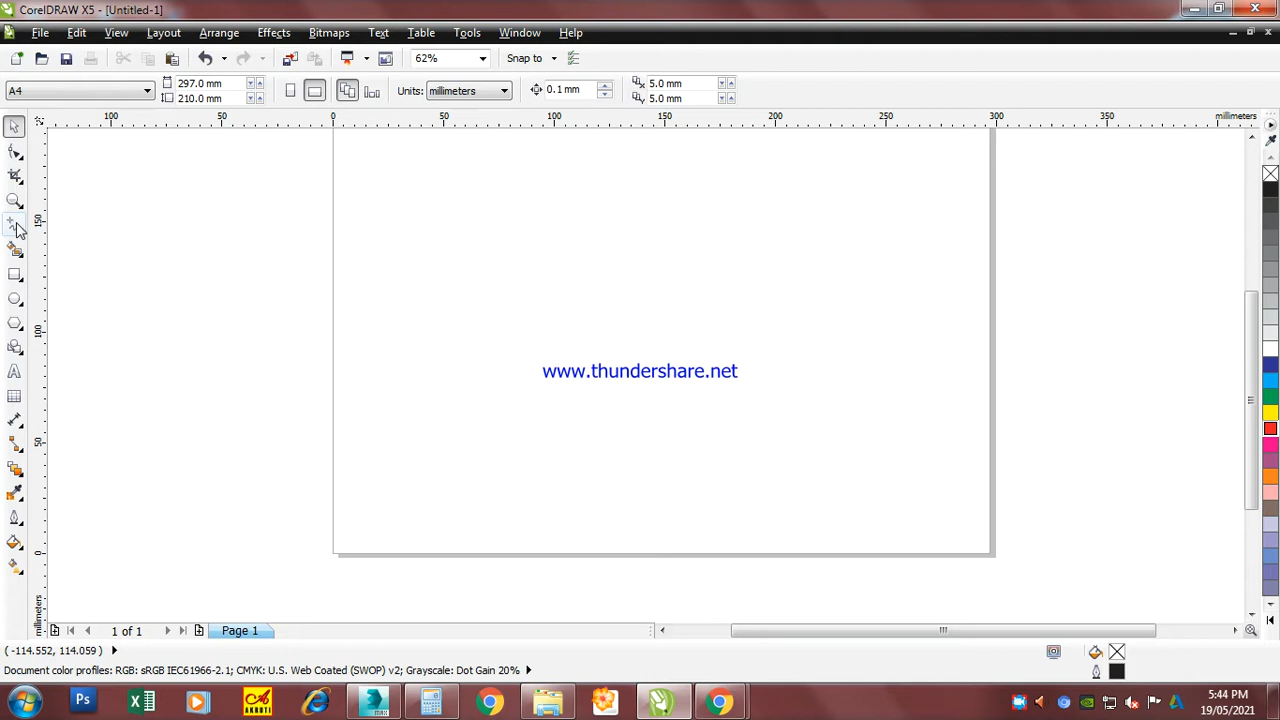 CorelDRAW X5 - [Untitled-1]
File Edit View Layout Arrange Effects Bitmaps Text Table Tools Window Help
62% Snap to
A4 297.0 mm 210.0 mm Units: millimeters 0.1 mm 5.0 mm 5.0 mm
100 50 0 50 100 150 200 250 300 350 millimeters
150
100
50
0
millimeters
www.thundershare.net
1 of 1 Page 1
( -114.552, 114.059 )
Document color profiles: RGB: sRGB IEC61966-2.1; CMYK: U.S. Web Coated (SWOP) v2; Grayscale: Dot Gain 20%
Ps AKRUTI MAX
5:44 PM
19/05/2021